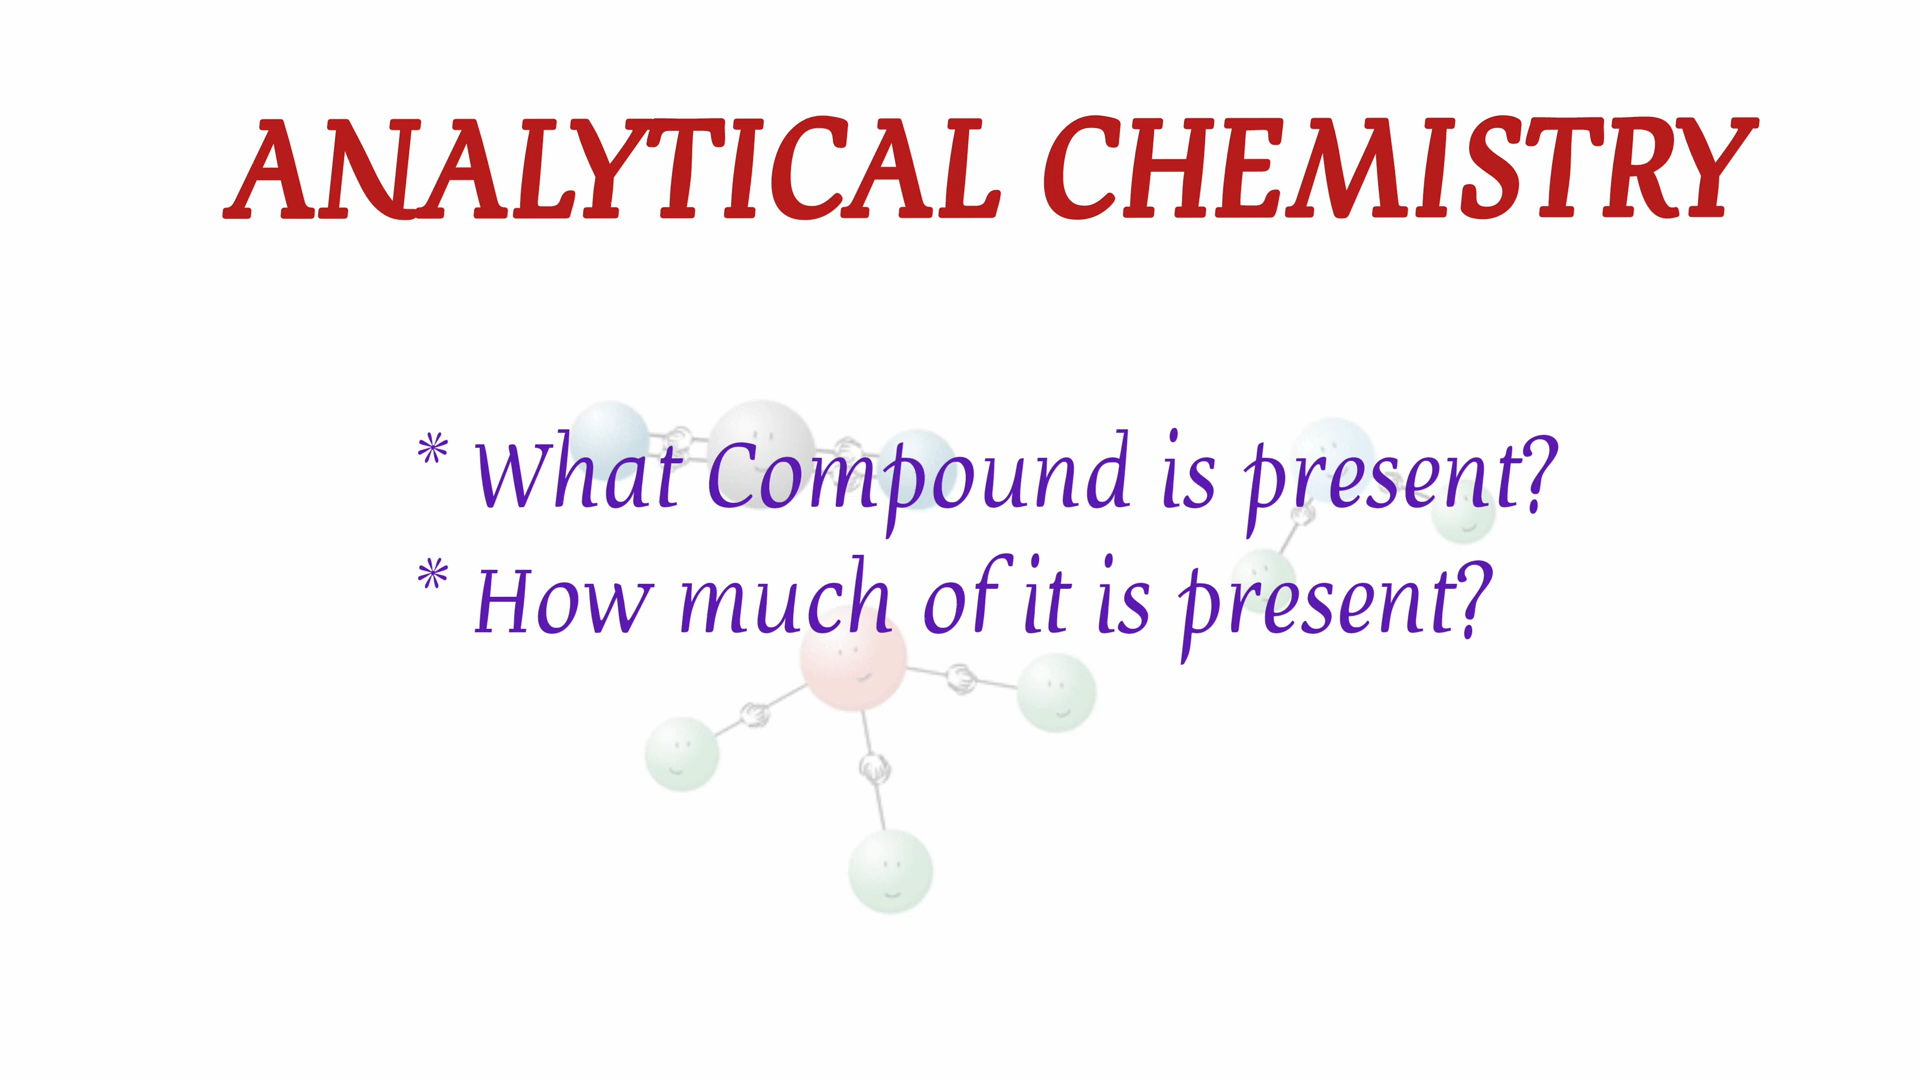 ANALYTICAL CHEMISTRY
* What Compound is present?
* How much of it is present?